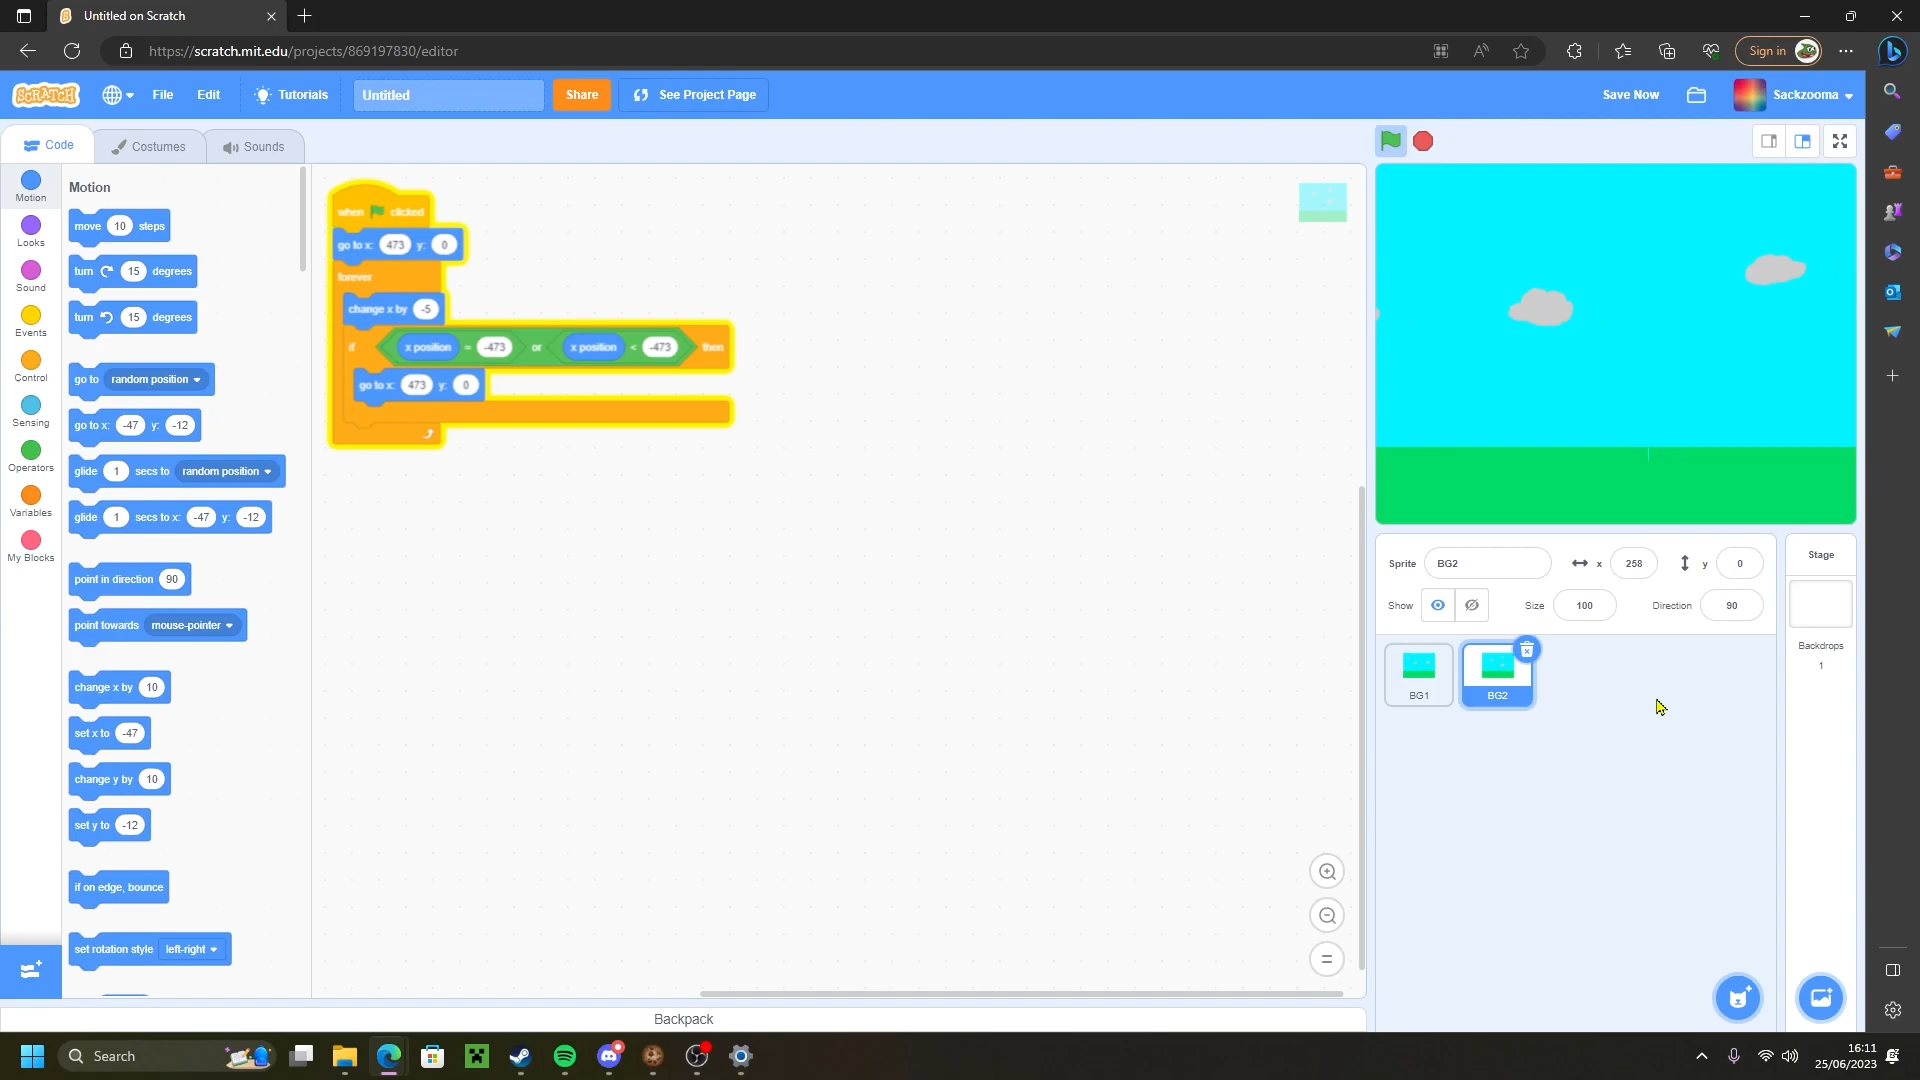 Untitled on Scratch
https://scratch.mit.edu/projects/869197830/editor
Sign in
SCRATCH
File
Edit
Tutorials
Untitled
Share
See Project Page
Save Now
Sackzooma
Code
Costumes
Sounds
Motion
Looks
Sound
Events
Control
Sensing
Operators
Variables
My Blocks
Motion
move 10 steps
turn 15 degrees
turn 15 degrees
go to random position
go to x: -47 y: -12
glide 1 secs to random position
glide 1 secs to x: -47 y: -12
point in direction 90
point towards mouse-pointer
change x by 10
set x to -47
change y by 10
set y to -12
if on edge, bounce
set rotation style left-right
when clicked
go to x: 473 y: 0
forever
change x by -5
if x position = -473 or x position < -473 then
go to x: 473 y: 0
Sprite BG2 x 258 y 0
Show Size 100 Direction 90
BG1
BG2
Stage
Backdrops
1
Backpack
Search
16:11
25/06/2023